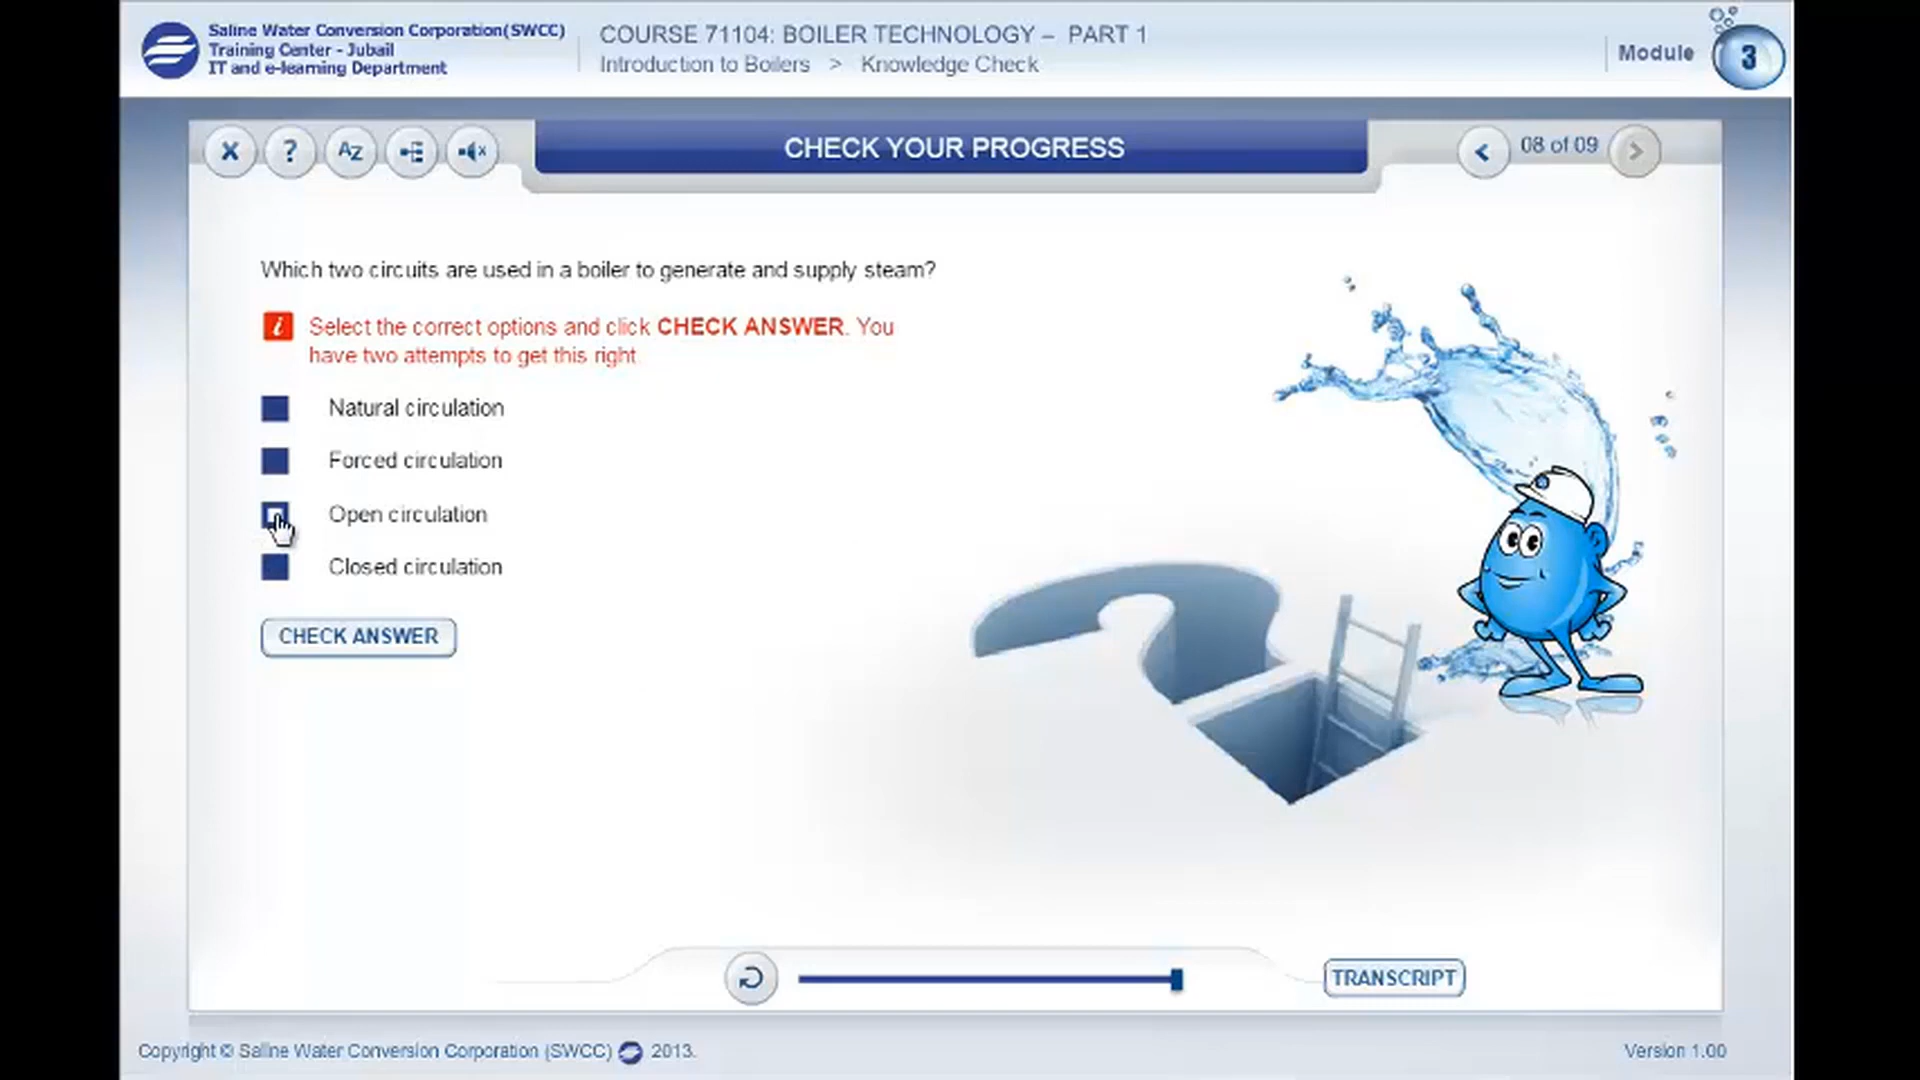 Saline Water Conversion Corporation(SWCC)
Training Center - Jubail
IT and e-learning Department
COURSE 71104: BOILER TECHNOLOGY – PART 1
Introduction to Boilers > Knowledge Check
Module 3
? AZ
CHECK YOUR PROGRESS
08 of 09
Which two circuits are used in a boiler to generate and supply steam?
i Select the correct options and click CHECK ANSWER. You
have two attempts to get this right.
Natural circulation
Forced circulation
Open circulation
Closed circulation
CHECK ANSWER
TRANSCRIPT
Copyright © Saline Water Conversion Corporation (SWCC) 2013.
Version 1.00